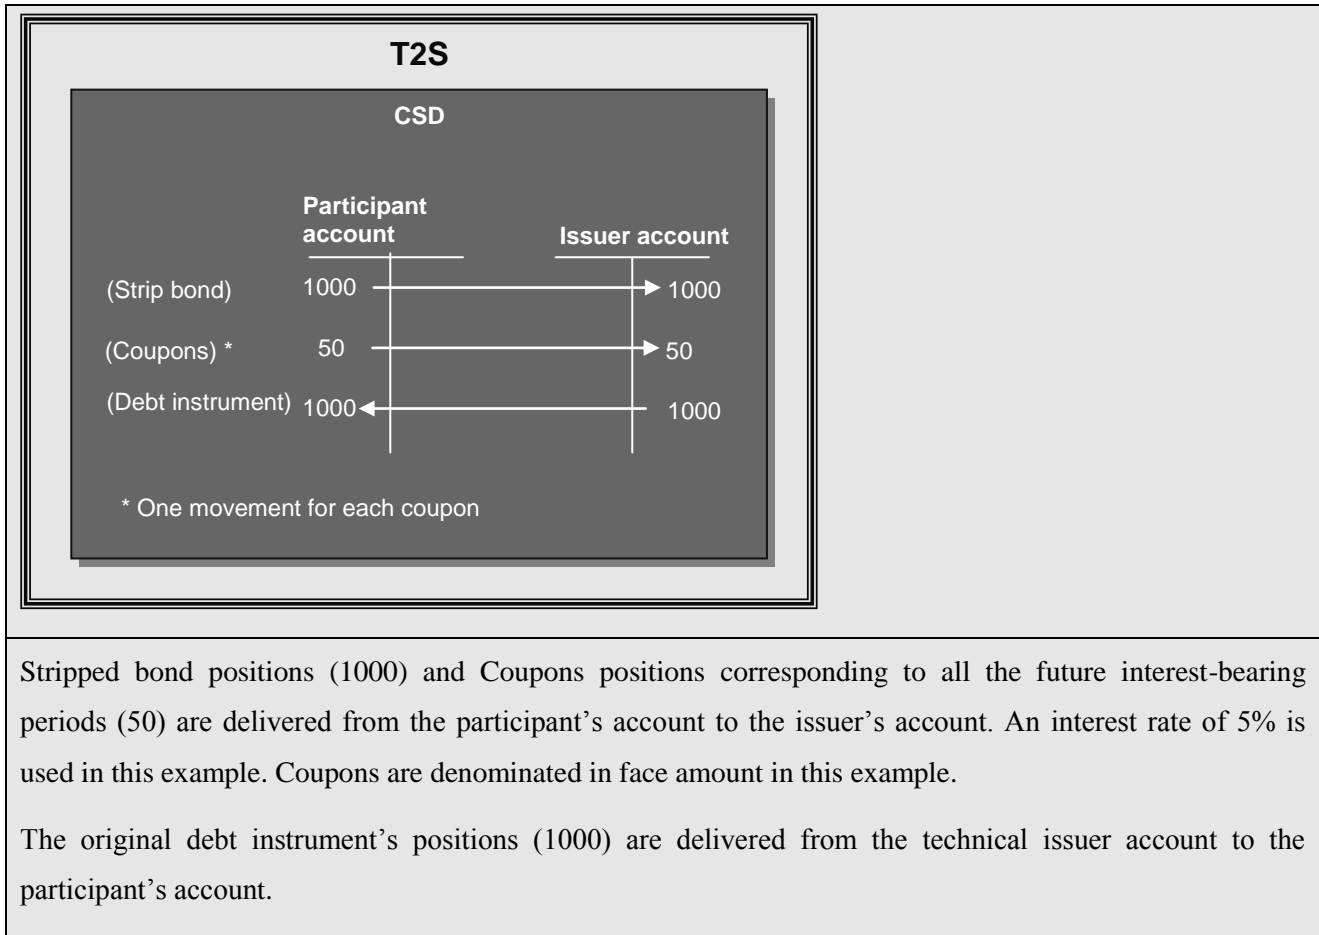 T2S
CSD
Participant
account
Issuer account
(Strip bond) 1000 1000
(Coupons) * 50 50
(Debt instrument) 1000 1000
* One movement for each coupon
Stripped bond positions (1000) and Coupons positions corresponding to all the future interest-bearing
periods (50) are delivered from the participant’s account to the issuer’s account. An interest rate of 5% is
used in this example. Coupons are denominated in face amount in this example.
The original debt instrument’s positions (1000) are delivered from the technical issuer account to the
participant’s account.